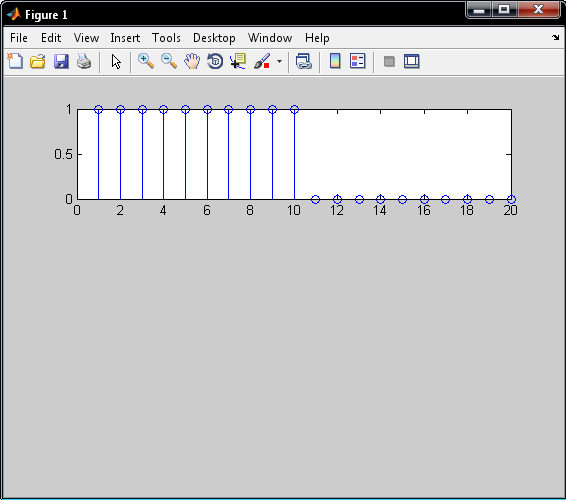 Figure 1
File Edit View Insert Tools Desktop Window Help
1
0.5
0
0 2 4 6 8 10 12 14 16 18 20